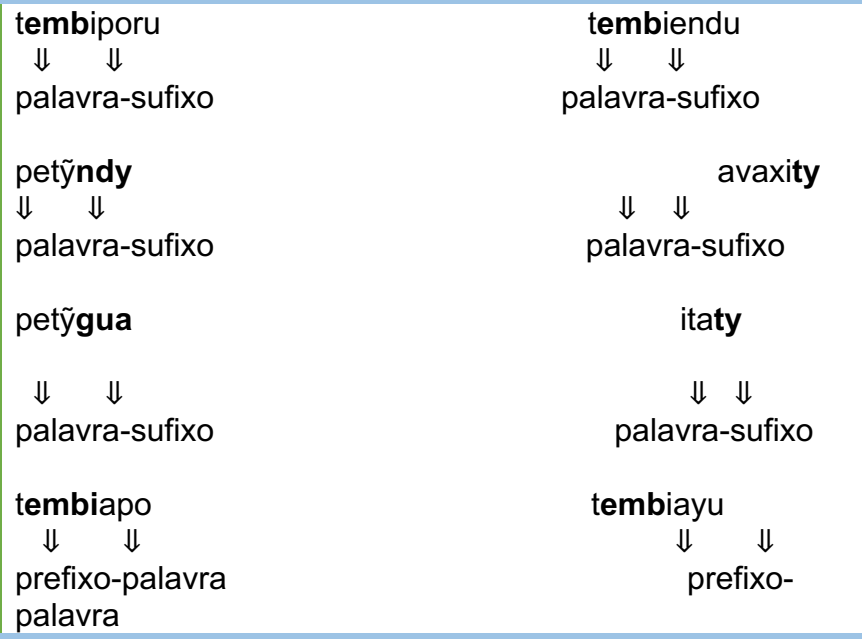 tembiporu tembiendu
⇓ ⇓ ⇓ ⇓
palavra-sufixo palavra-sufixo
petỹndy avaxity
⇓ ⇓ ⇓ ⇓
palavra-sufixo palavra-sufixo
petỹgua itaty
⇓ ⇓ ⇓ ⇓
palavra-sufixo palavra-sufixo
tembiapo tembiayu
⇓ ⇓ ⇓ ⇓
prefixo-palavra prefixo-
palavra